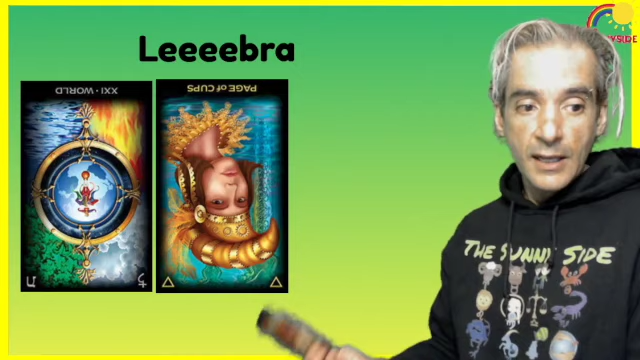 Leeeebra
XXI • WORLD
PAGE of CUPS
THE SUNNY SIDE